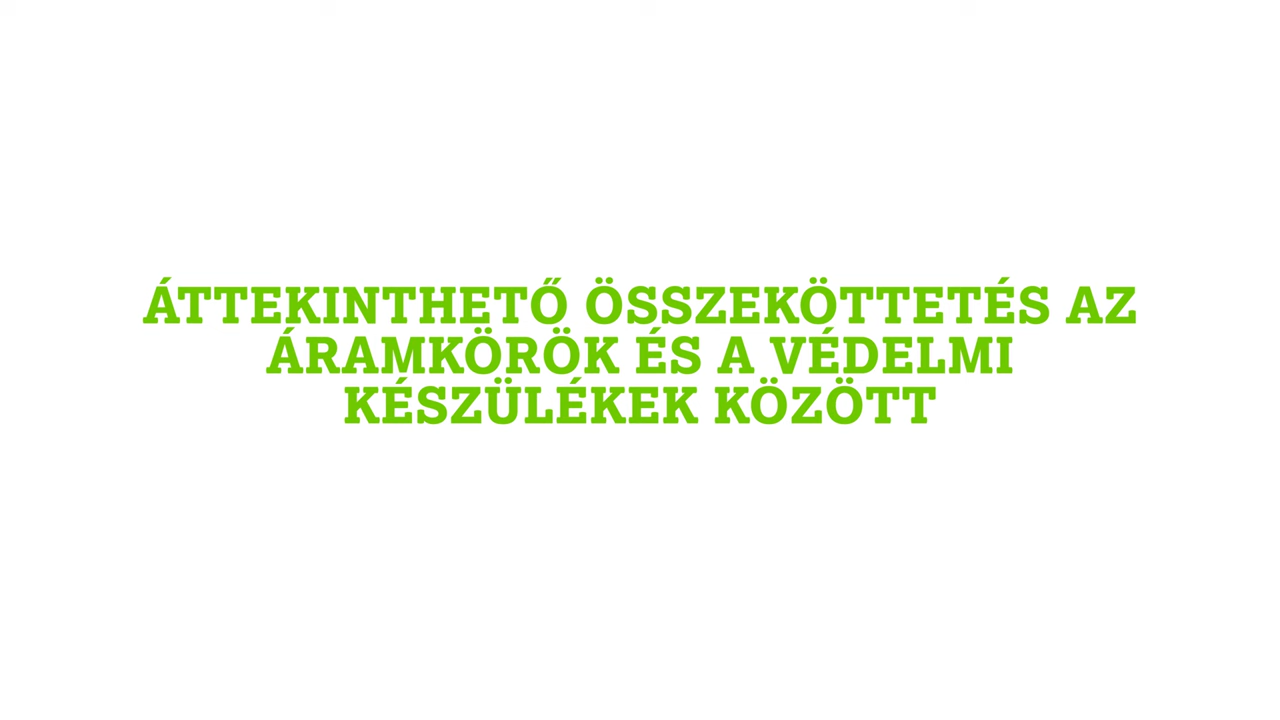 ÁTTEKINTHETŐ ÖSSZEKÖTTETÉS AZ
ÁRAMKÖRÖK ÉS A VÉDELMI
KÉSZÜLÉKEK KÖZÖTT